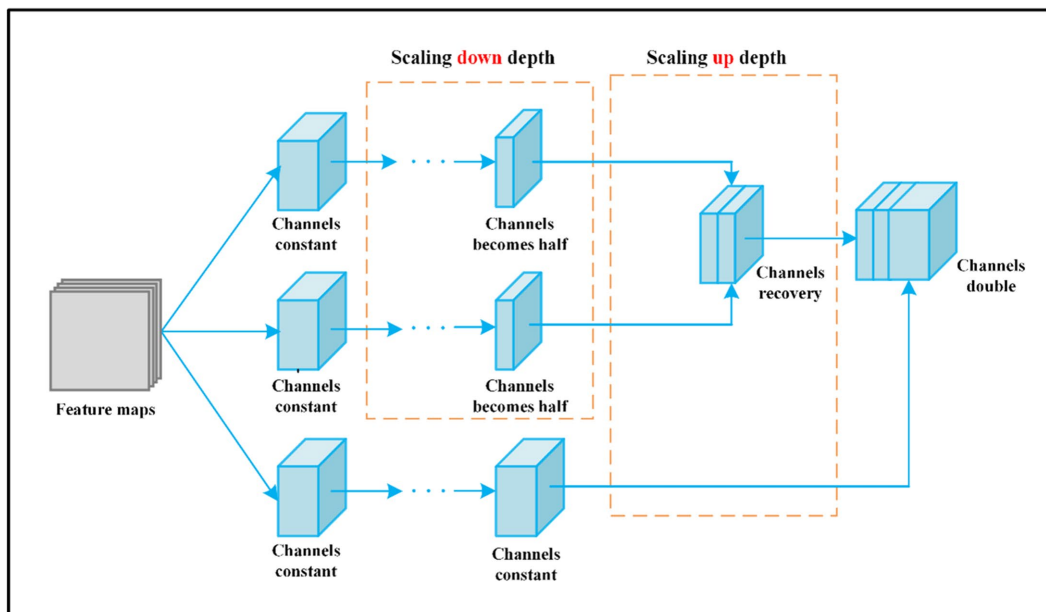 Scaling down depth
Scaling up depth
Channels
constant
Channels
becomes half
Channels
recovery
Channels
double
Feature maps
Channels
constant
Channels
becomes half
Channels
constant
Channels
constant